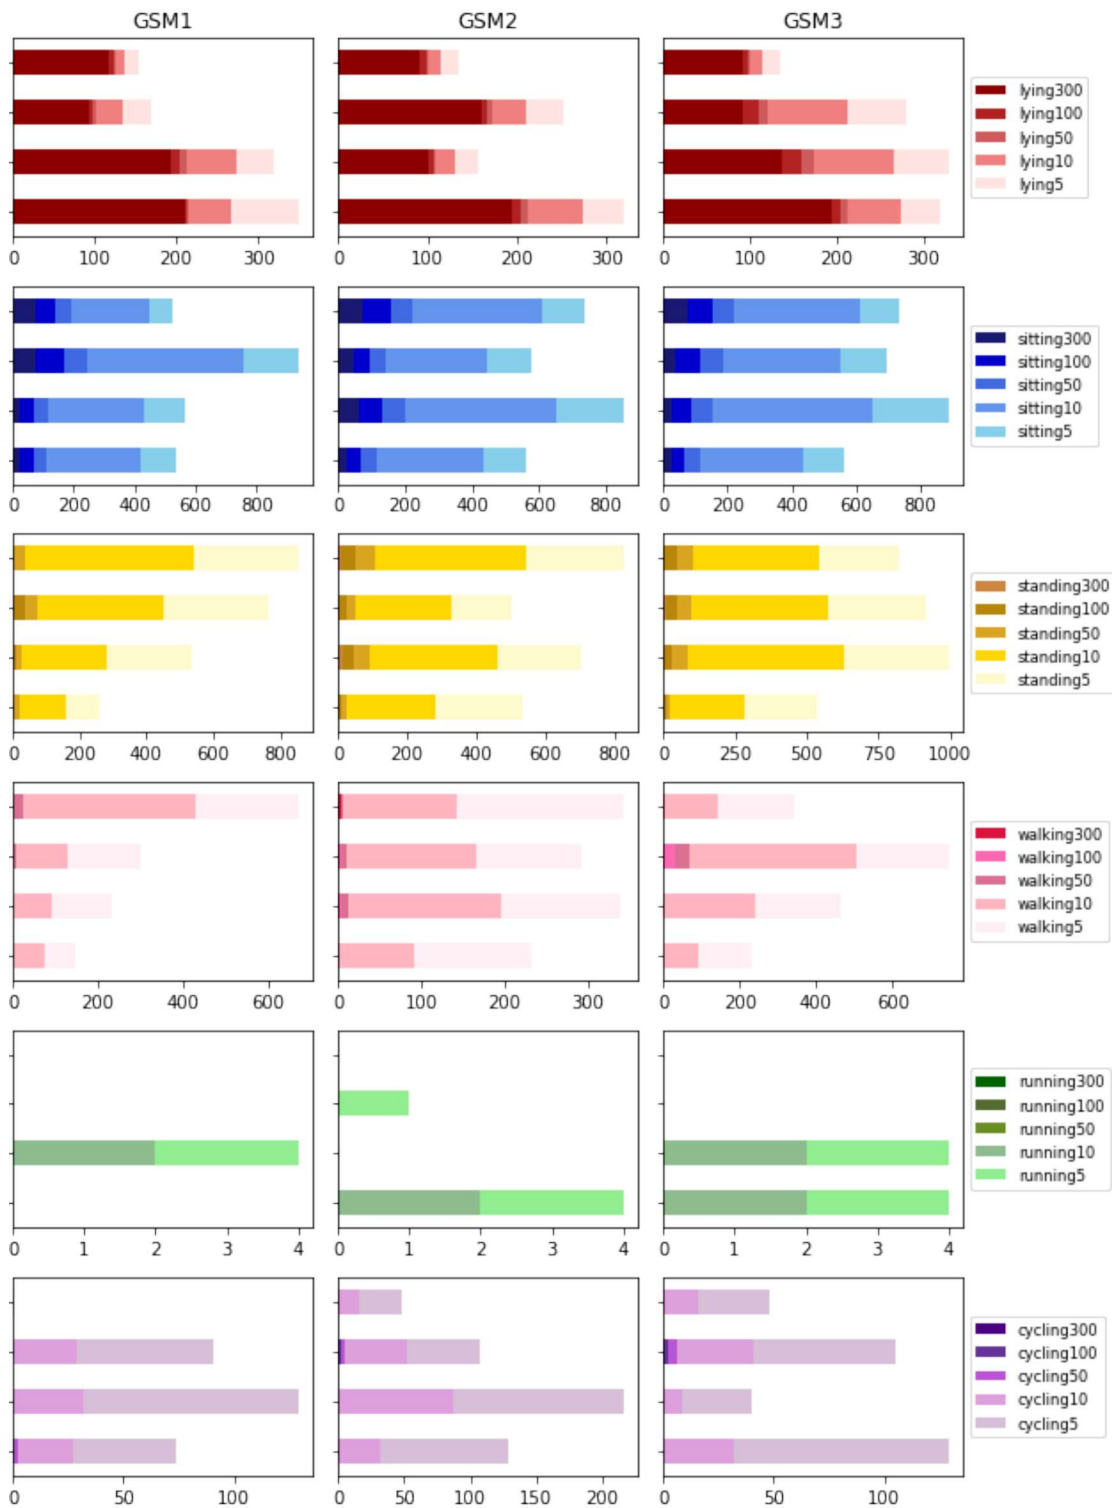 GSM1 GSM2 GSM3
lying300
lying100
lying50
lying10
lying5
0 100 200 300 0 100 200 300 0 100 200 300
sitting300
sitting100
sitting50
sitting10
sitting5
0 200 400 600 800 0 200 400 600 800 0 200 400 600 800
standing300
standing100
standing50
standing10
standing5
0 200 400 600 800 0 200 400 600 800 0 250 500 750 1000
walking300
walking100
walking50
walking10
walking5
0 200 400 600 0 100 200 300 0 200 400 600
running300
running100
running50
running10
running5
0 1 2 3 4 0 1 2 3 4 0 1 2 3 4
cycling300
cycling100
cycling50
cycling10
cycling5
0 50 100 0 50 100 150 200 0 50 100